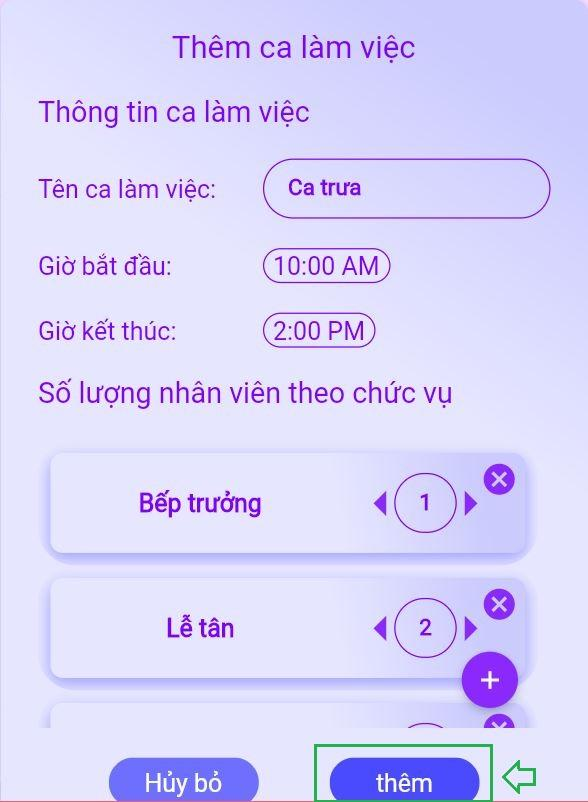 Thêm ca làm việc
Thông tin ca làm việc
Tên ca làm việc: Ca trưa
Giờ bắt đầu: 10:00 AM
Giờ kết thúc: 2:00 PM
Số lượng nhân viên theo chức vụ
Bếp trưởng 1
Lễ tân 2
+
Hủy bỏ thêm